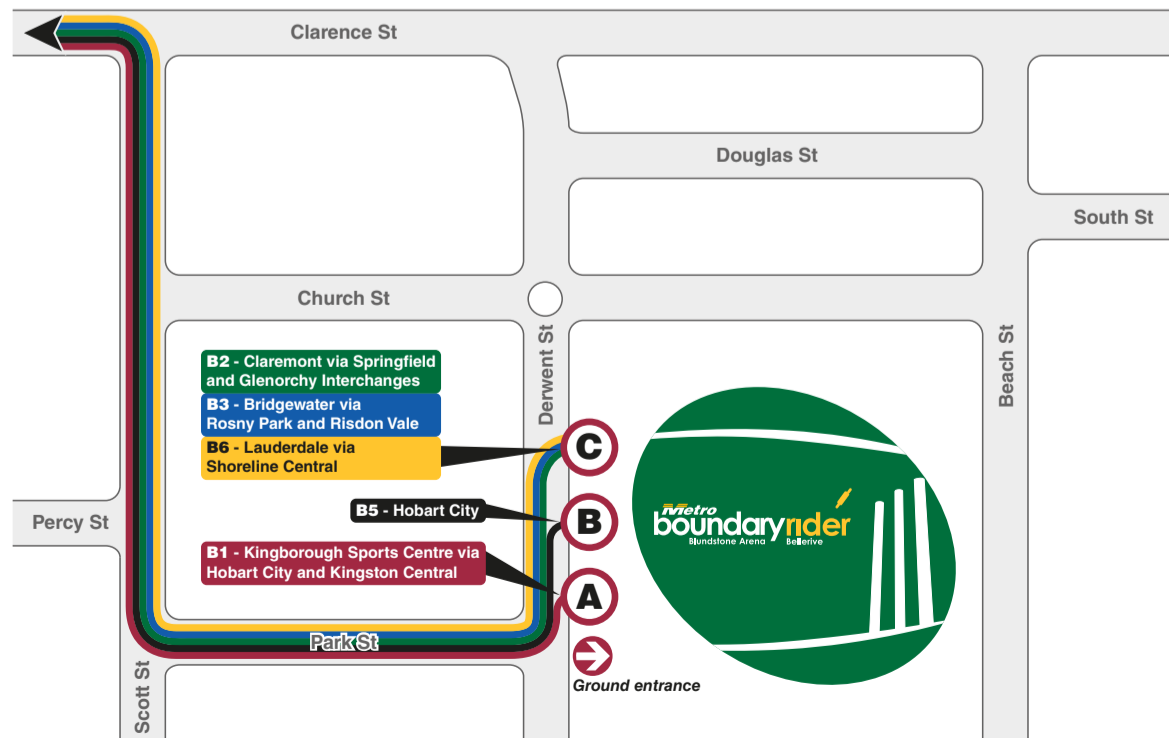 Clarence St
Douglas St
South St
Church St
Derwent St
Beach St
B2 - Claremont via Springfield
and Glenorchy Interchanges
B3 - Bridgewater via
Rosny Park and Risdon Vale
B6 - Lauderdale via
Shoreline Central
C
Percy St
B5 - Hobart City
B
B1 - Kingborough Sports Centre via
Hobart City and Kingston Central
A
Metro
boundaryrider
Blundstone Arena Bellerive
Park St
Scott St
Ground entrance